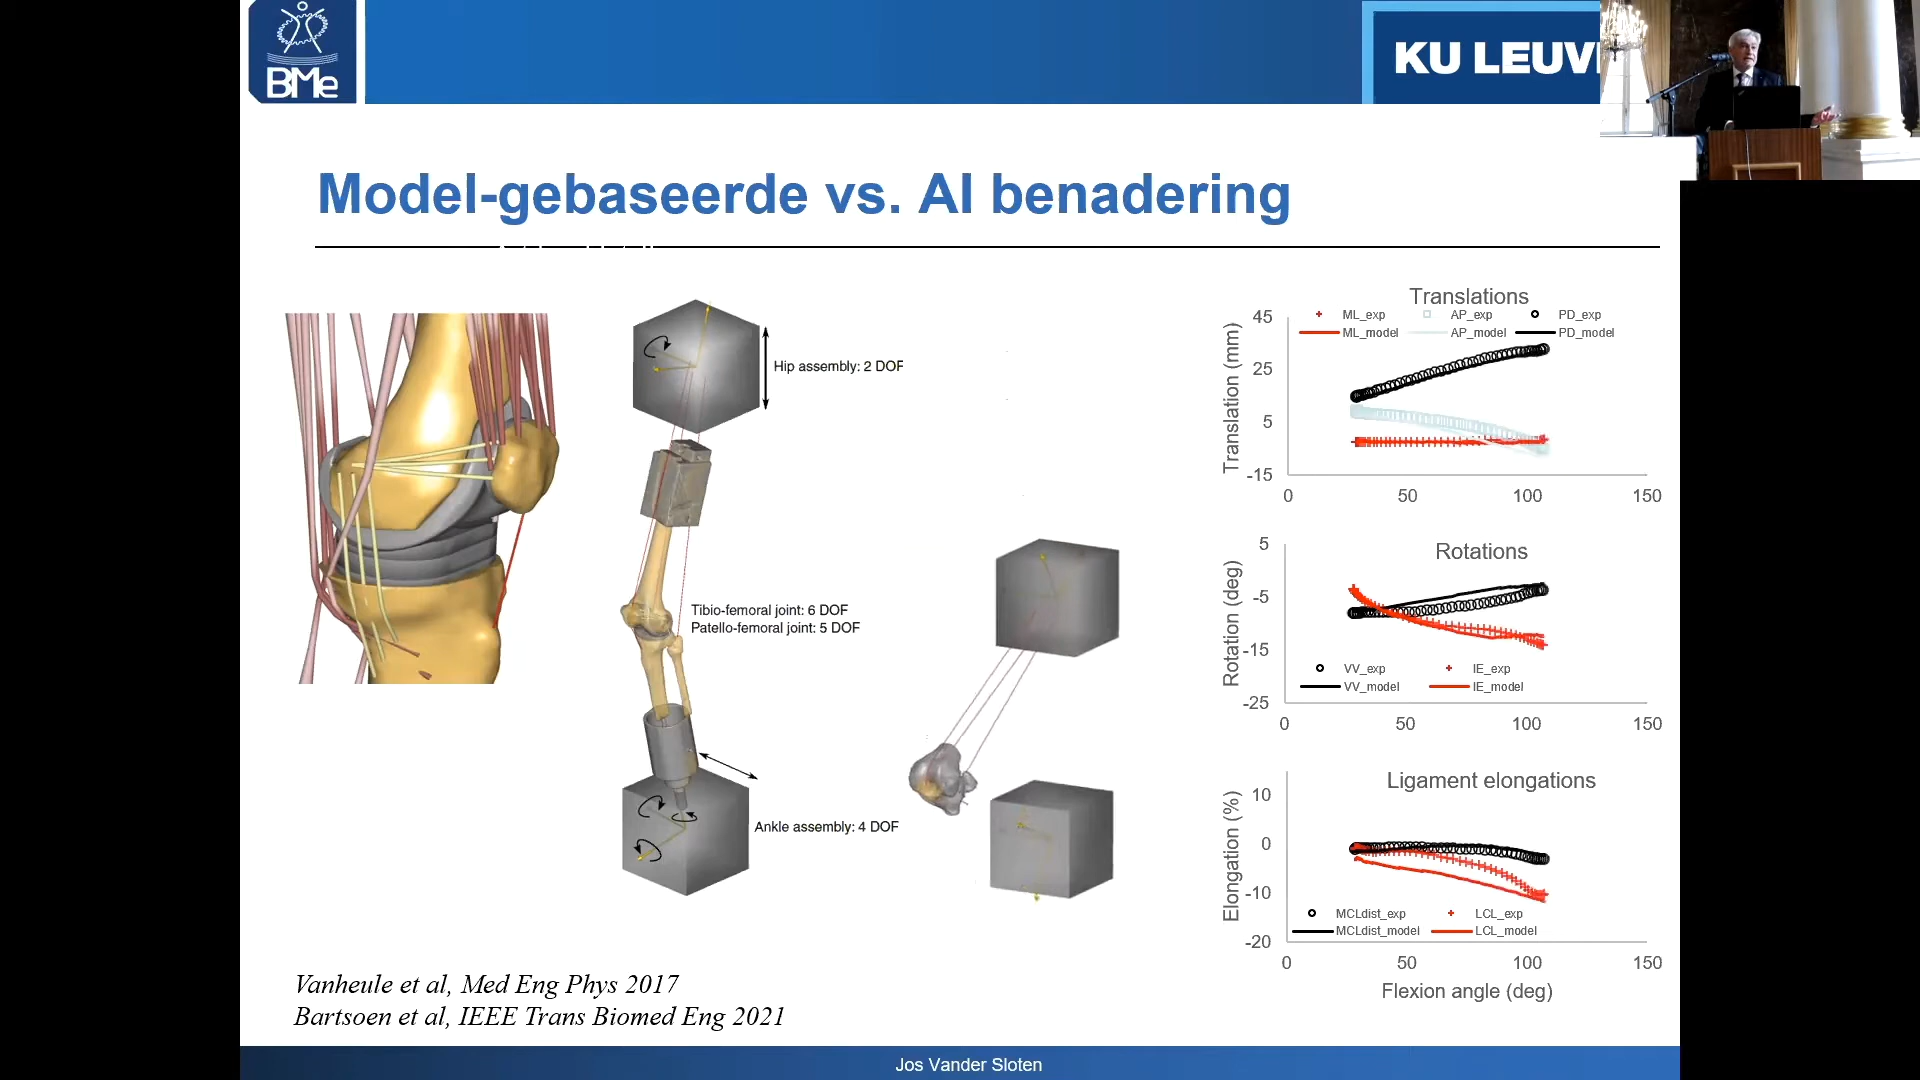 BMe
KU LEUV
Model-gebaseerde vs. AI benadering
Hip assembly: 2 DOF
Tibio-femoral joint: 6 DOF
Patello-femoral joint: 5 DOF
Ankle assembly: 4 DOF
Translations
ML_exp AP_exp PD_exp
ML_model AP_model PD_model
Translation (mm)
45
25
5
-15
0 50 100 150
Rotations
Rotation (deg)
5
-5
-15
-25
VV_exp IE_exp
VV_model IE_model
0 50 100 150
Ligament elongations
Elongation (%)
10
0
-10
-20
MCLdist_exp LCL_exp
MCLdist_model LCL_model
0 50 100 150
Flexion angle (deg)
Vanheule et al, Med Eng Phys 2017
Bartsoen et al, IEEE Trans Biomed Eng 2021
Jos Vander Sloten